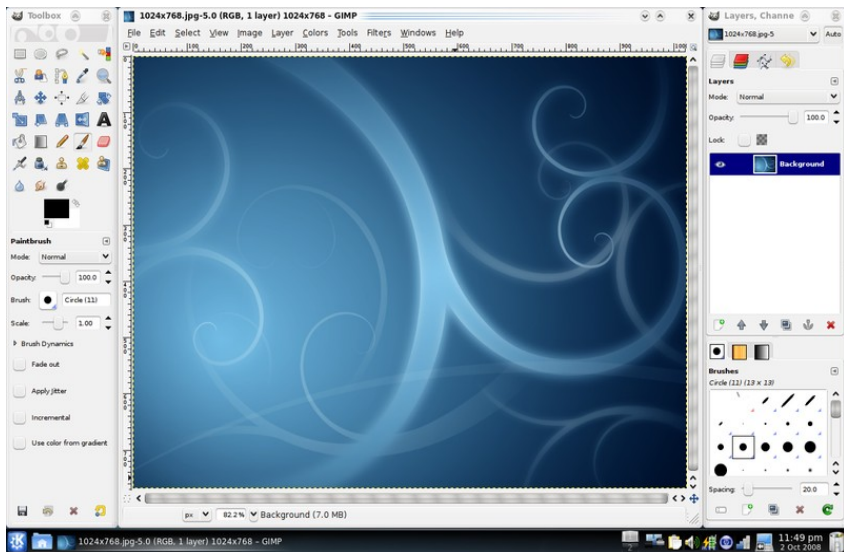 Toolbox
1024x768.jpg-5.0 (RGB, 1 layer) 1024x768 – GIMP
File Edit Select View Image Layer Colors Tools Filters Windows Help
Paintbrush
Mode: Normal
Opacity: 100.0
Brush: Circle (11)
Scale: 1.00
Brush Dynamics
Fade out
Apply Jitter
Incremental
Use color from gradient
px 82.2% Background (7.0 MB)
Layers, Channe
1024x768.jpg-5 Auto
Layers
Mode: Normal
Opacity: 100.0
Lock:
Background
Brushes
Circle (11) (13 × 13)
Spacing: 20.0
1024x768.jpg-5.0 (RGB, 1 layer) 1024x768 – GIMP
11:49 pm
2 Oct 2008